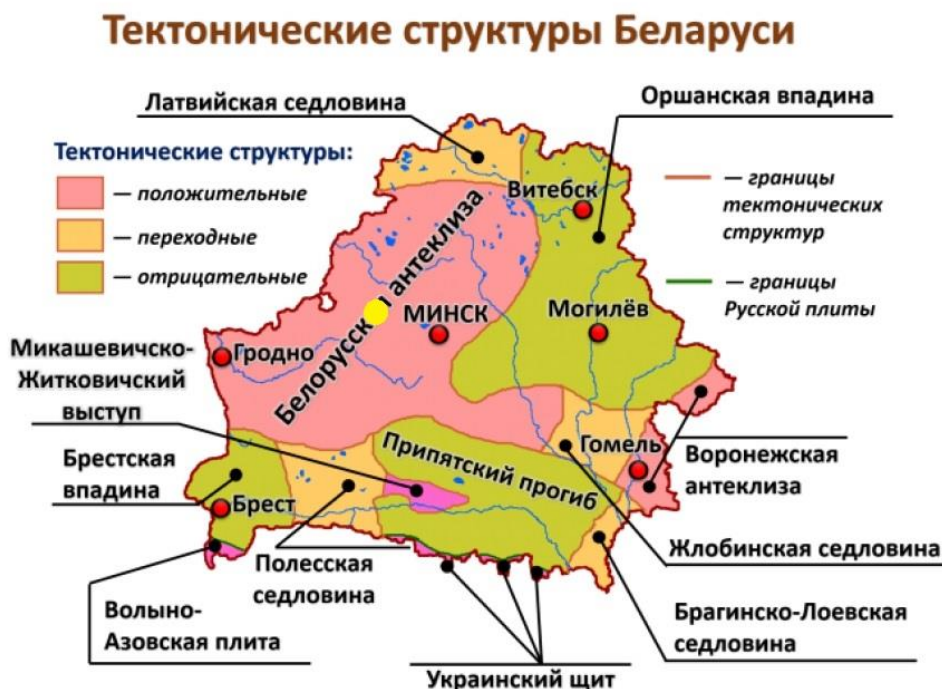 Тектонические структуры Беларуси
Латвийская седловина
Оршанская впадина
Тектонические структуры:
— положительные
— переходные
— отрицательные
Витебск
— границы
тектонических
структур
— границы
Русской плиты
Белорусск я антеклиза
МИНСК
Могилёв
Гродно
Микашевичско-
Житковичский
выступ
Брестская
впадина
Брест
Припятский прогиб
Гомель
Воронежская
антеклиза
Полесская
седловина
Жлобинская седловина
Волыно-
Азовская плита
Брагинско-Лоевская
седловина
Украинский щит